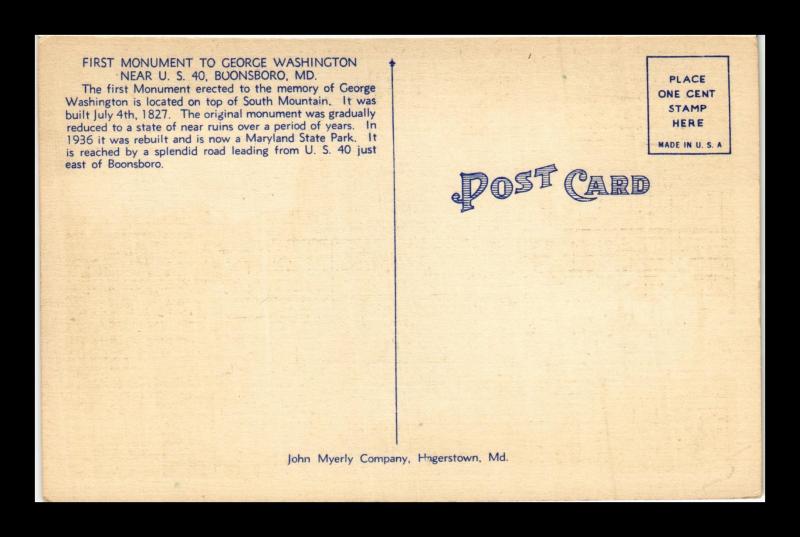 FIRST MONUMENT TO GEORGE WASHINGTON
NEAR U. S. 40, BOONSBORO, MD.
The first Monument erected to the memory of George
Washington is located on top of South Mountain. It was
built July 4th, 1827. The original monument was gradually
reduced to a state of near ruins over a period of years. In
1936 it was rebuilt and is now a Maryland State Park. It
is reached by a splendid road leading from U. S. 40 just
east of Boonsboro.
PLACE
ONE CENT
STAMP
HERE
MADE IN U. S. A
POST CARD
John Myerly Company, Hagerstown, Md.